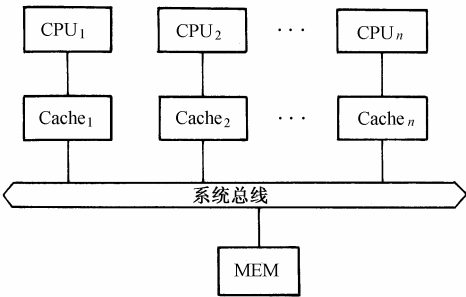 CPU₁ CPU₂ ··· CPUₙ
Cache₁ Cache₂ ··· Cacheₙ
系统总线
MEM